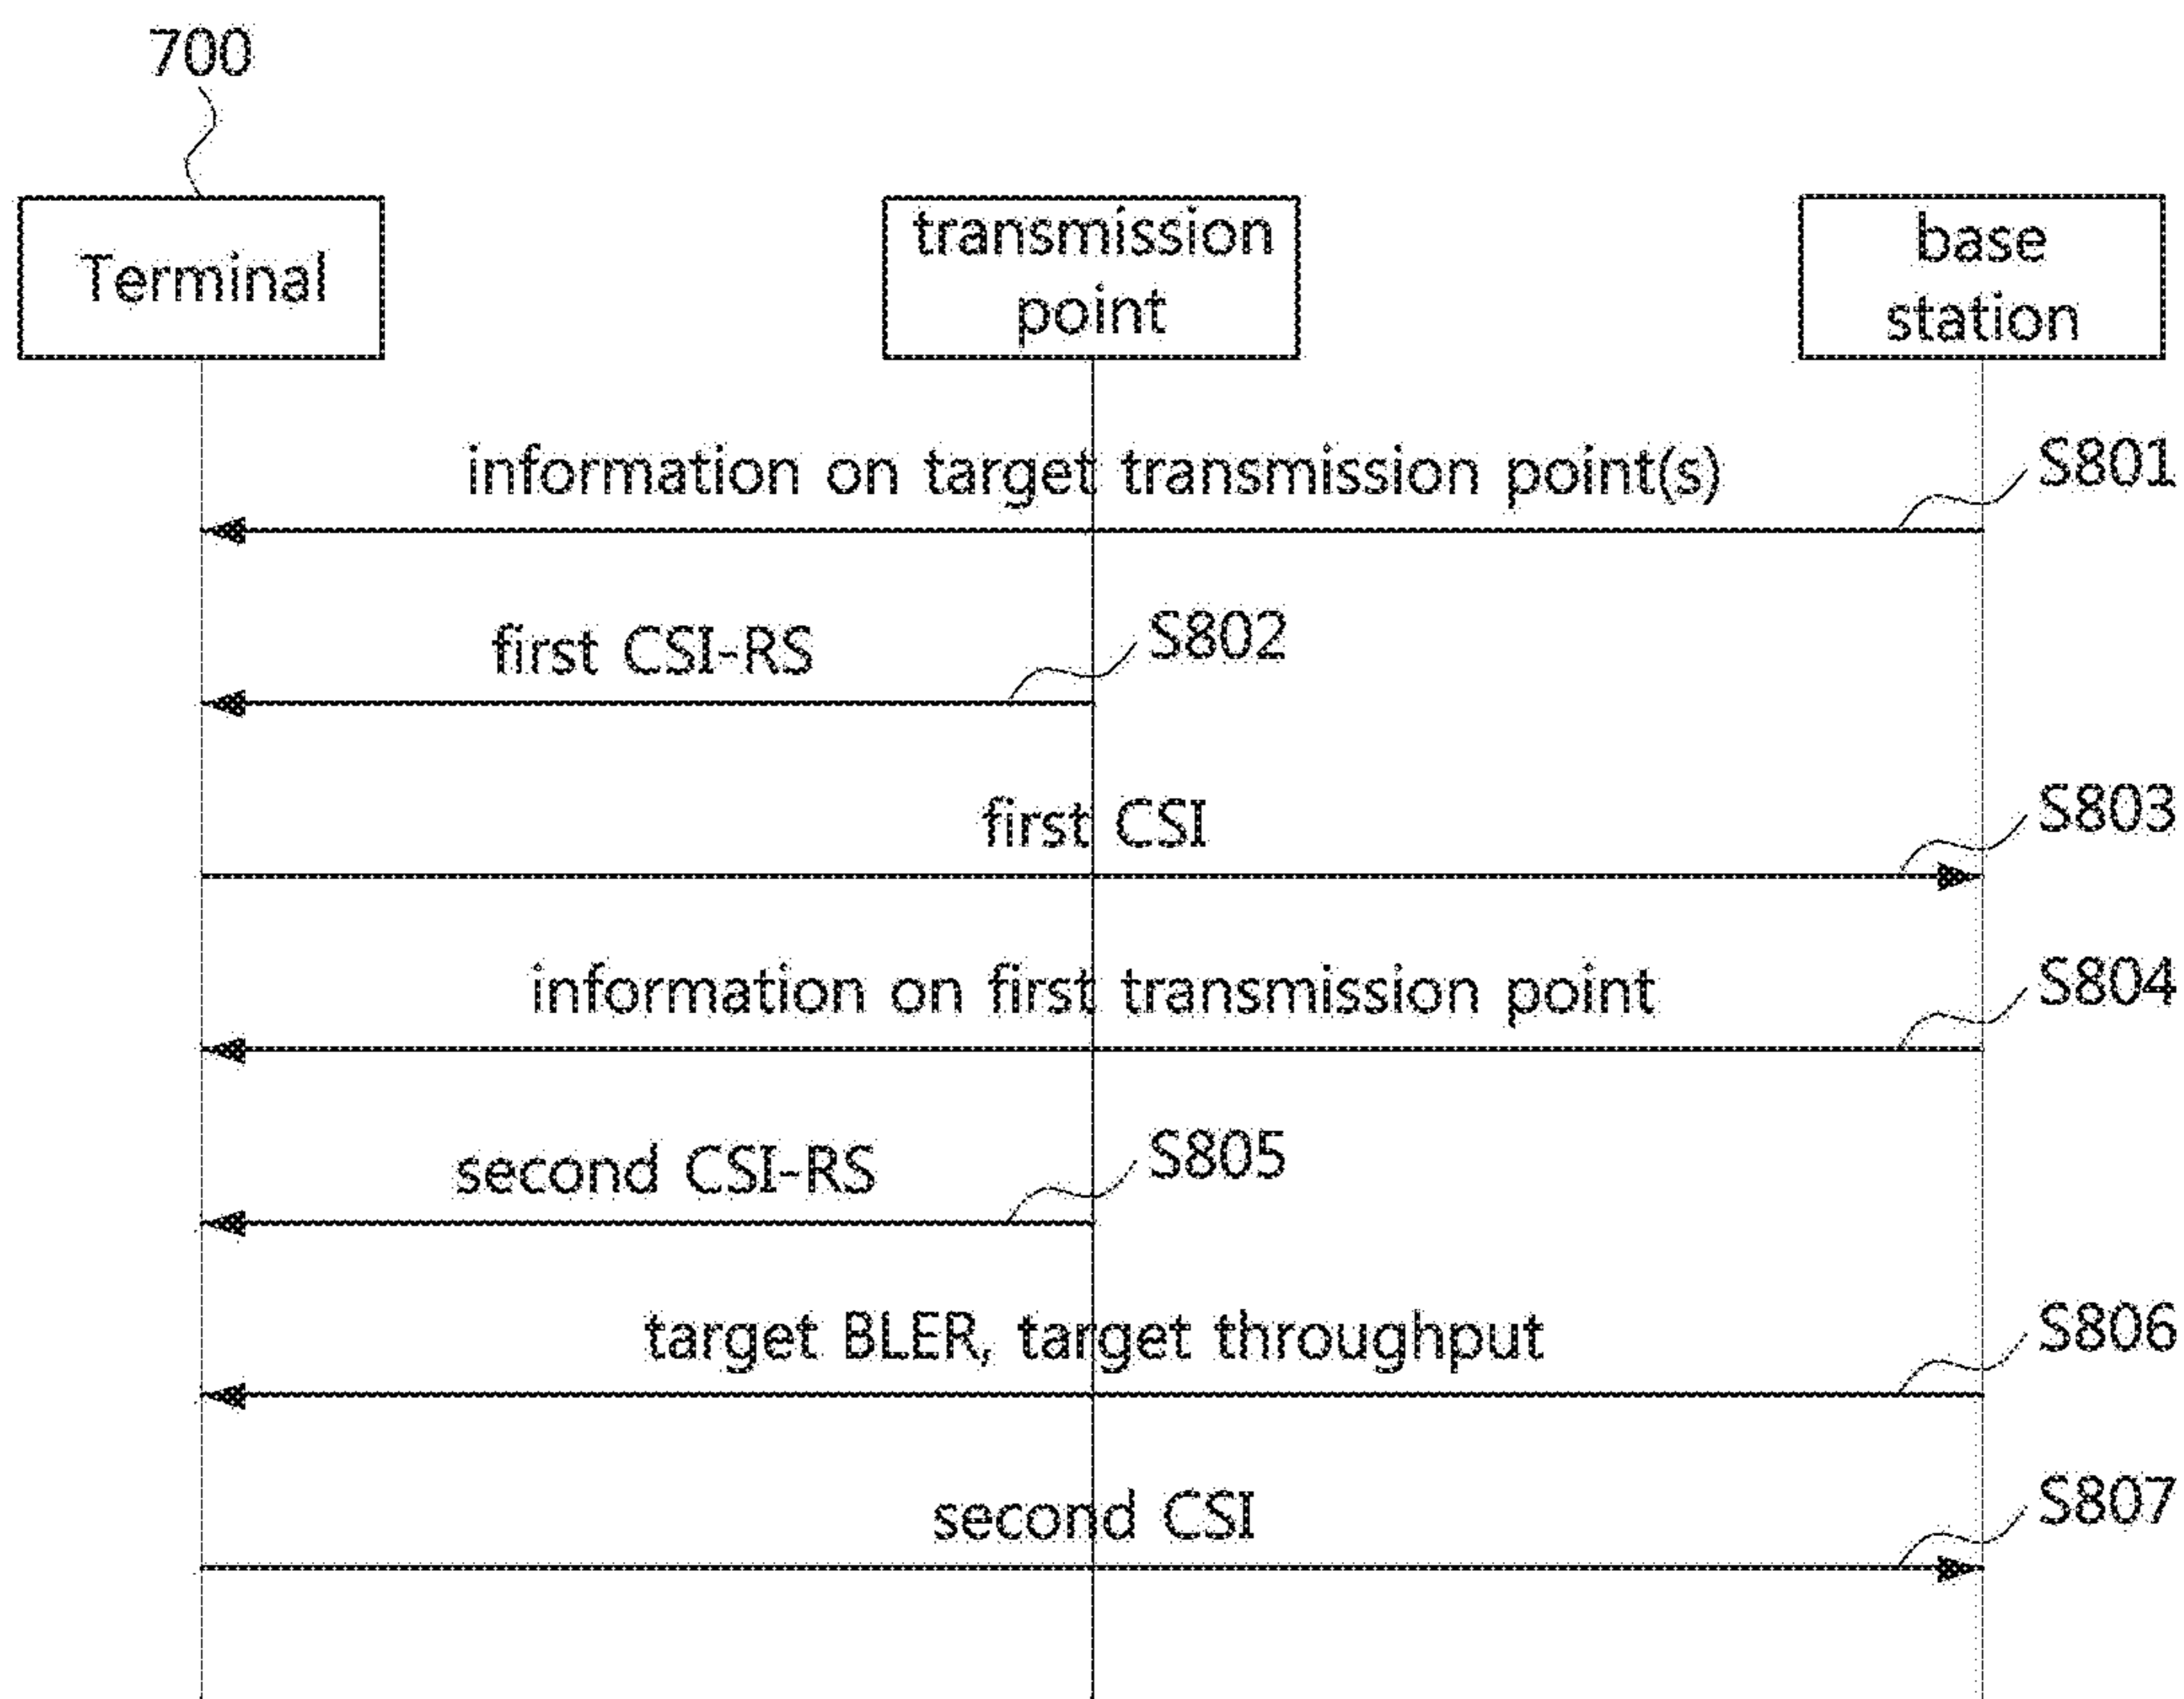 700
Terminal
transmission
point
base
station
information on target transmission point(s)
S801
first CSI-RS
S802
first CSI
S803
information on first transmission point
S804
second CSI-RS
S805
target BLER, target throughput
S806
second CSI
S807